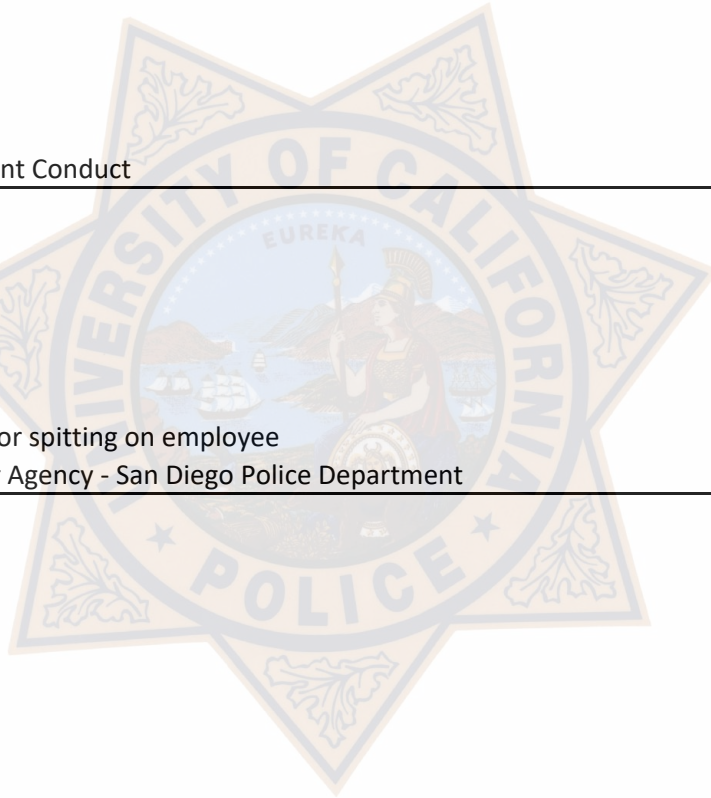 nt Conduct
UNIVERSITY OF CALIFORNIA
EUREKA
or spitting on employee
Agency - San Diego Police Department
POLICE